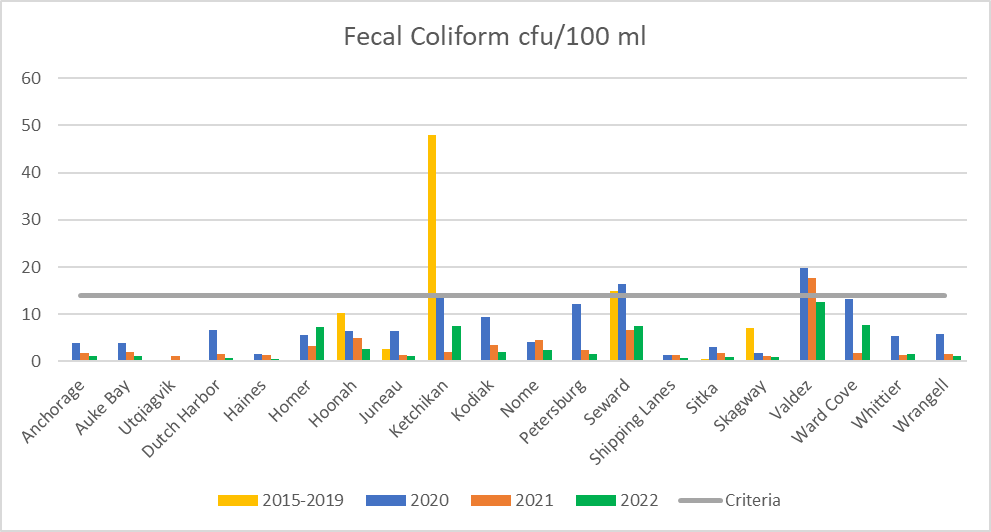 Fecal Coliform cfu/100 ml
60
50
40
30
20
10
0
Anchorage
Auke Bay
Utqiagvik
Dutch Harbor
Haines
Homer
Hoonah
Juneau
Ketchikan
Kodiak
Nome
Petersburg
Seward
Shipping Lanes
Sitka
Skagway
Valdez
Ward Cove
Whittier
Wrangell
2015-2019 2020 2021 2022 Criteria